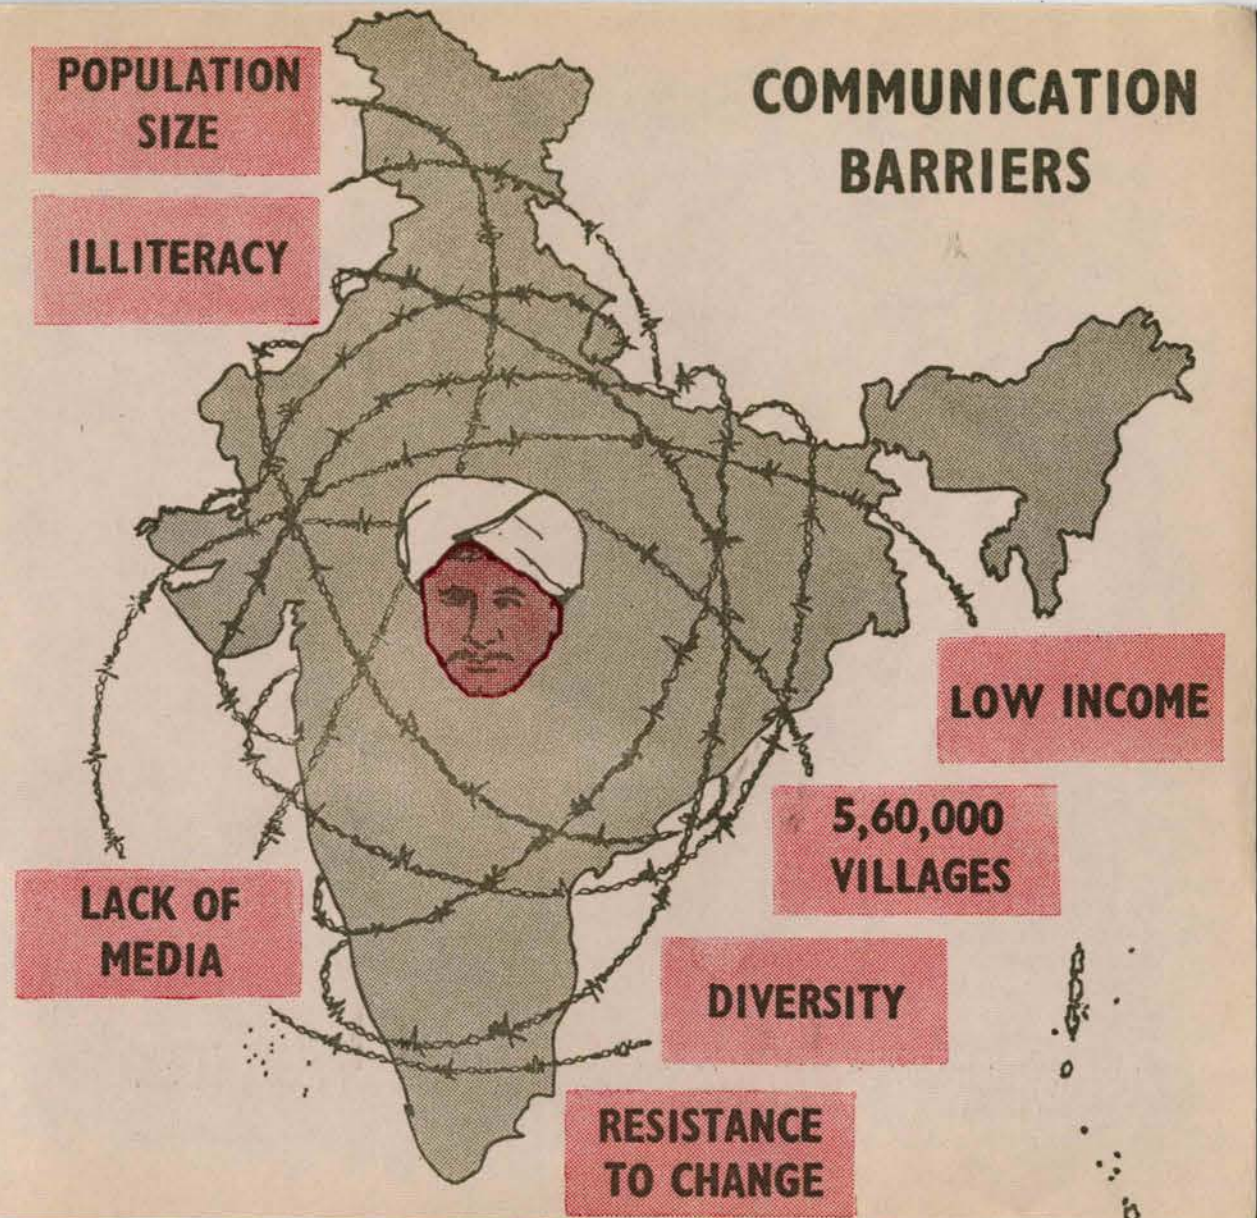 COMMUNICATION
BARRIERS
POPULATION
SIZE
ILLITERACY
LOW INCOME
5,60,000
VILLAGES
LACK OF
MEDIA
DIVERSITY
RESISTANCE
TO CHANGE